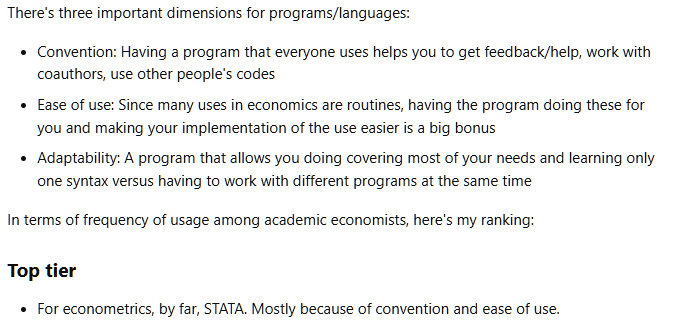 There's three important dimensions for programs/languages:
• Convention: Having a program that everyone uses helps you to get feedback/help, work with
coauthors, use other people's codes
• Ease of use: Since many uses in economics are routines, having the program doing these for
you and making your implementation of the use easier is a big bonus
• Adaptability: A program that allows you doing covering most of your needs and learning only
one syntax versus having to work with different programs at the same time
In terms of frequency of usage among academic economists, here's my ranking:
Top tier
• For econometrics, by far, STATA. Mostly because of convention and ease of use.